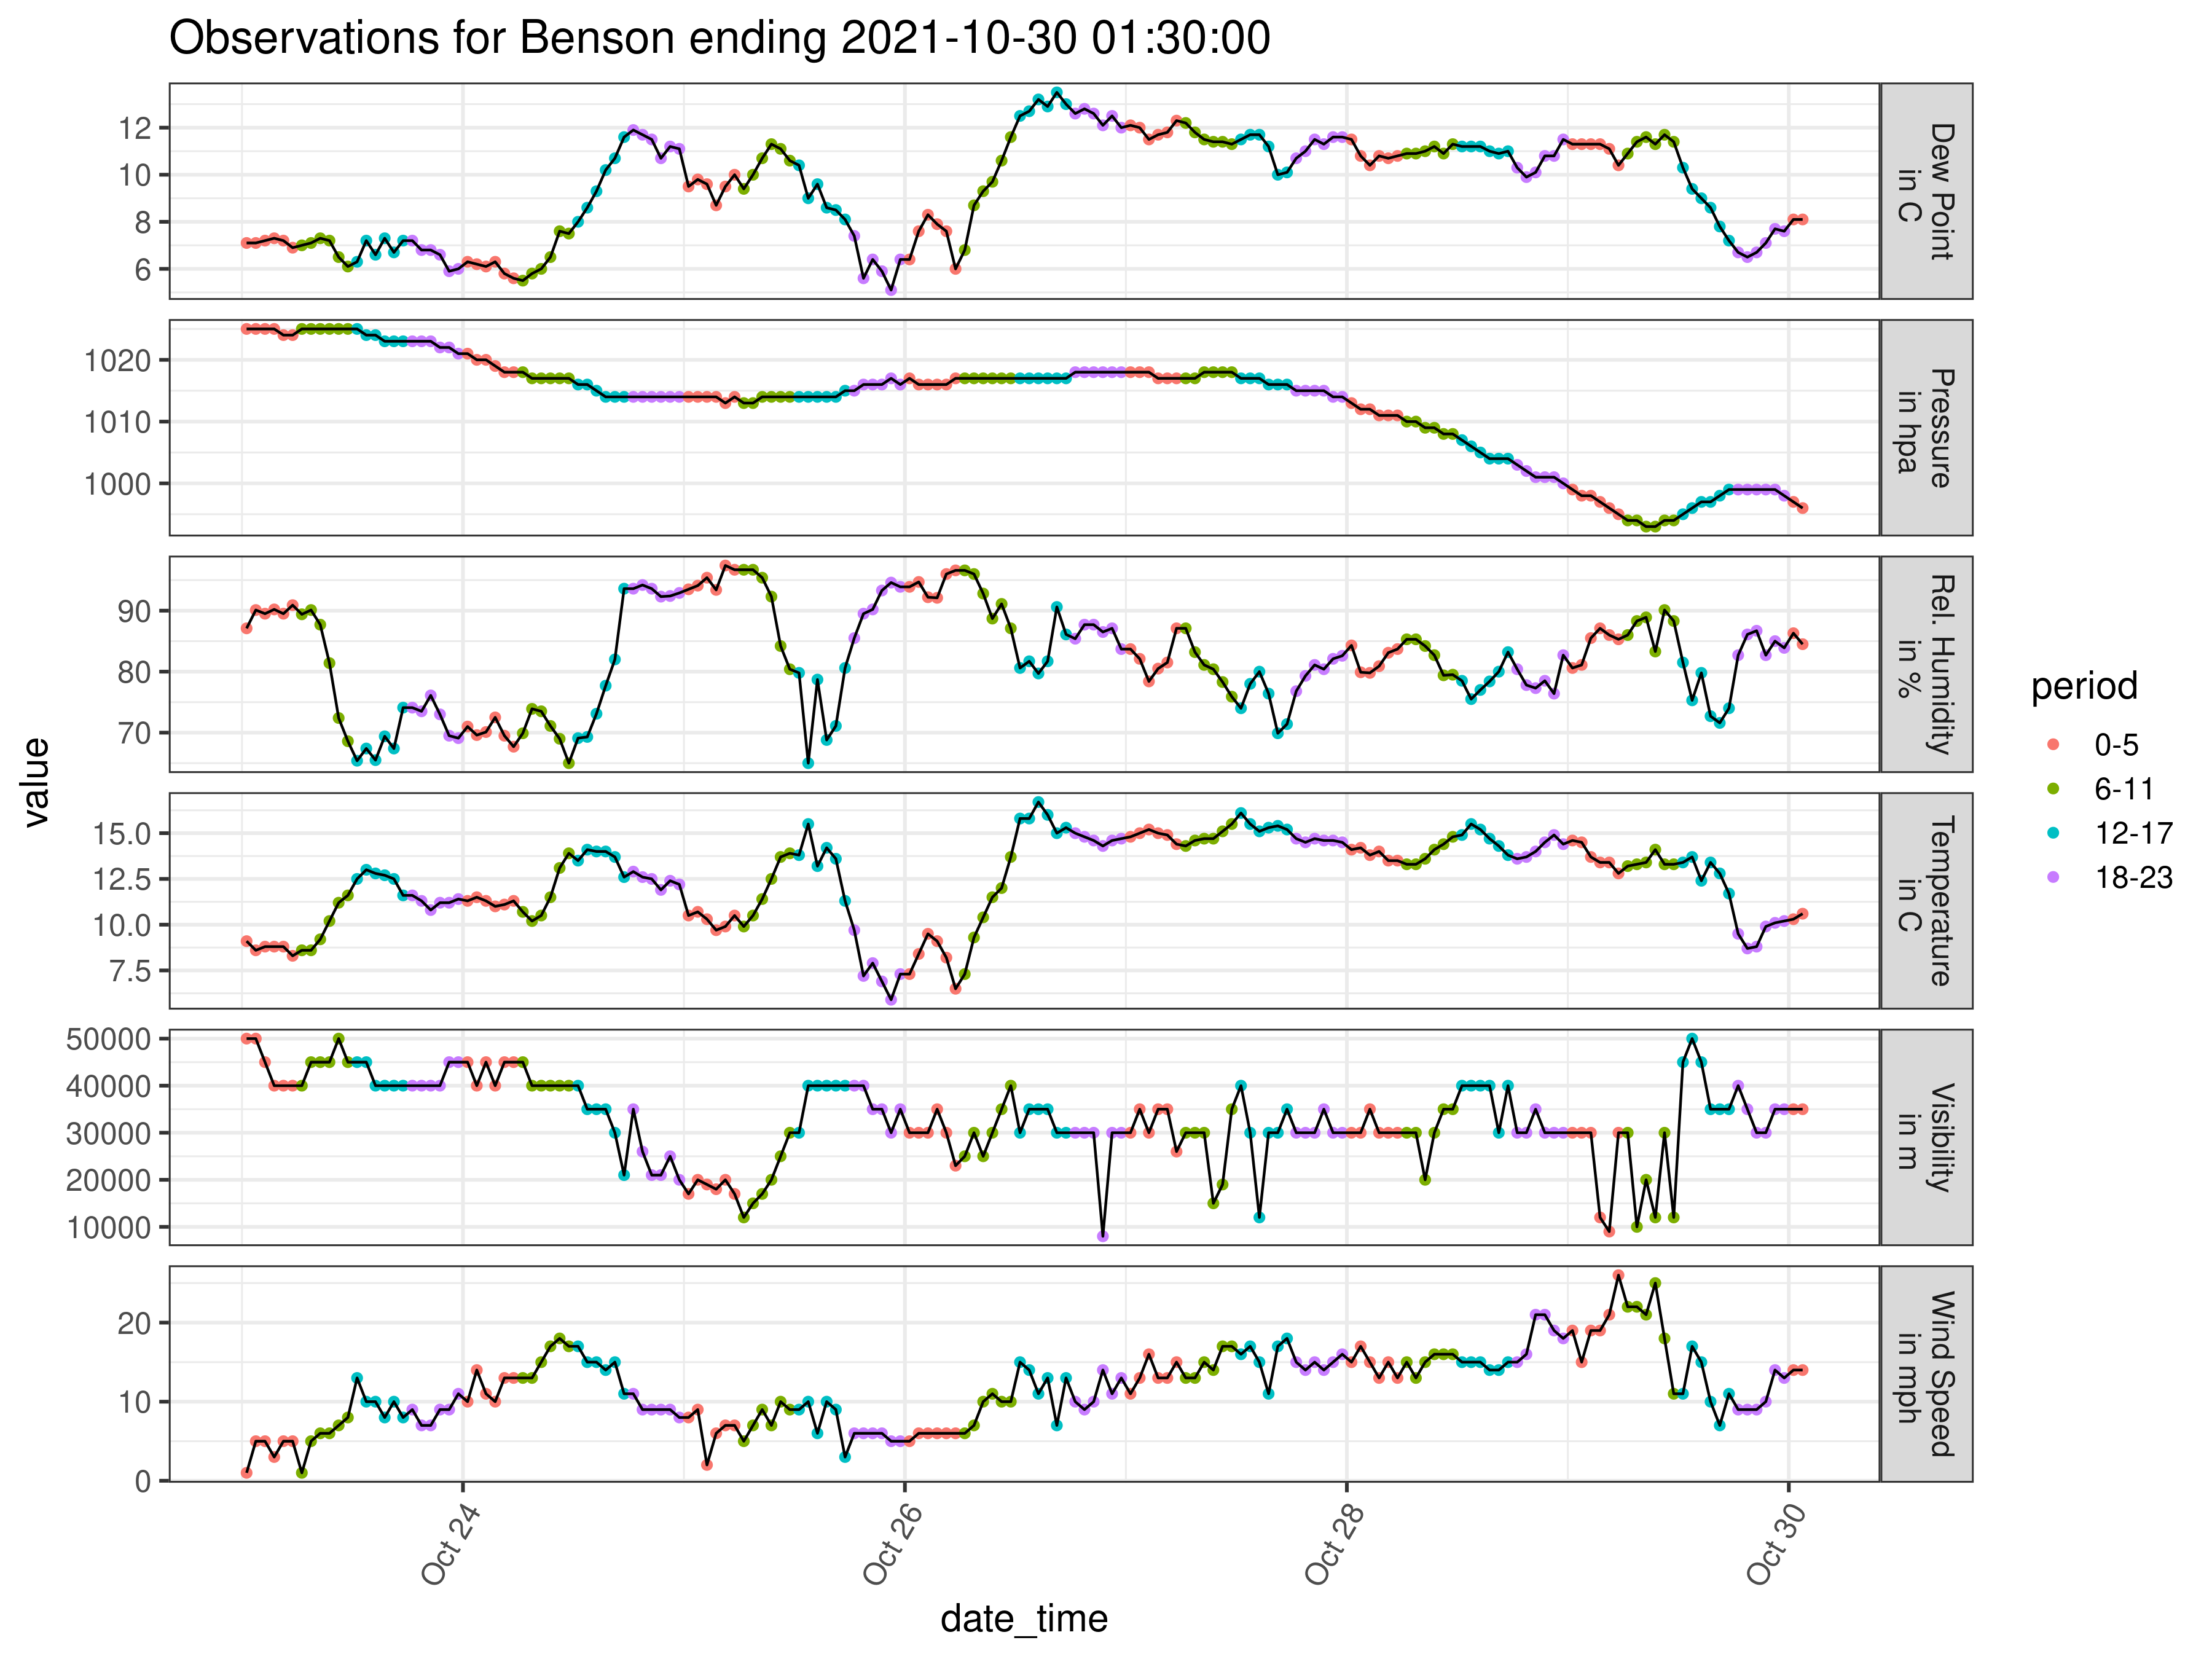 Observations for Benson ending 2021-10-30 01:30:00
12
10
8
6
Dew Point
in C
1020
1010
1000
Pressure
in hpa
90
80
70
Rel. Humidity
in %
15.0
12.5
10.0
7.5
Temperature
in C
50000
40000
30000
20000
10000
Visibility
in m
20
10
0
Wind Speed
in mph
value
Oct 24
Oct 26
Oct 28
Oct 30
date_time
period
0-5
6-11
12-17
18-23